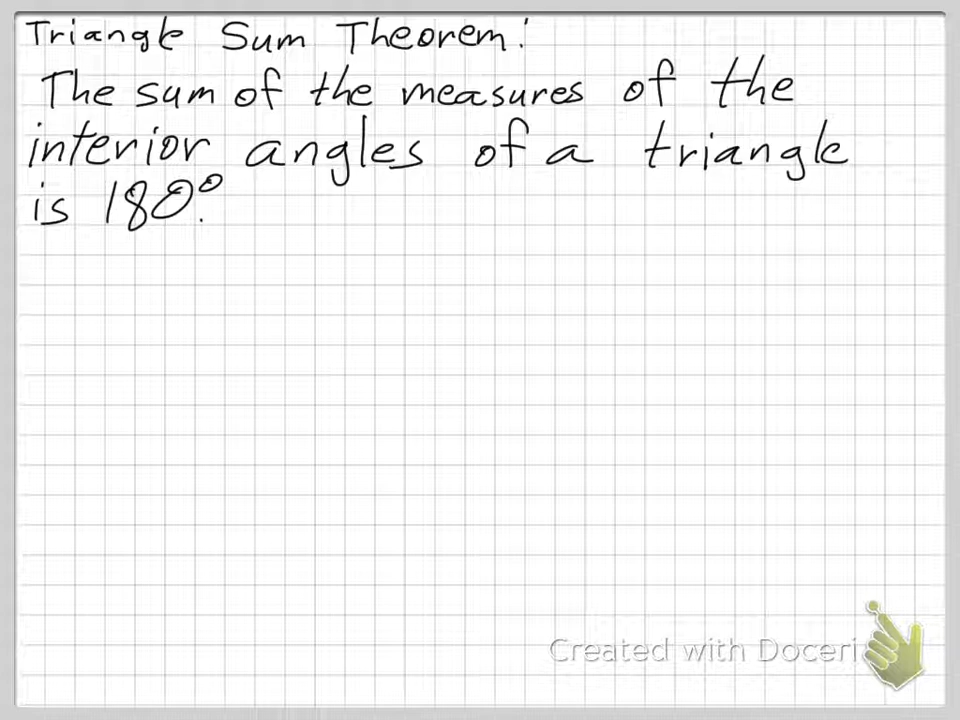 Triangle Sum Theorem:
The sum of the measures of the
interior angles of a triangle
is 180°.
Created with Doceri